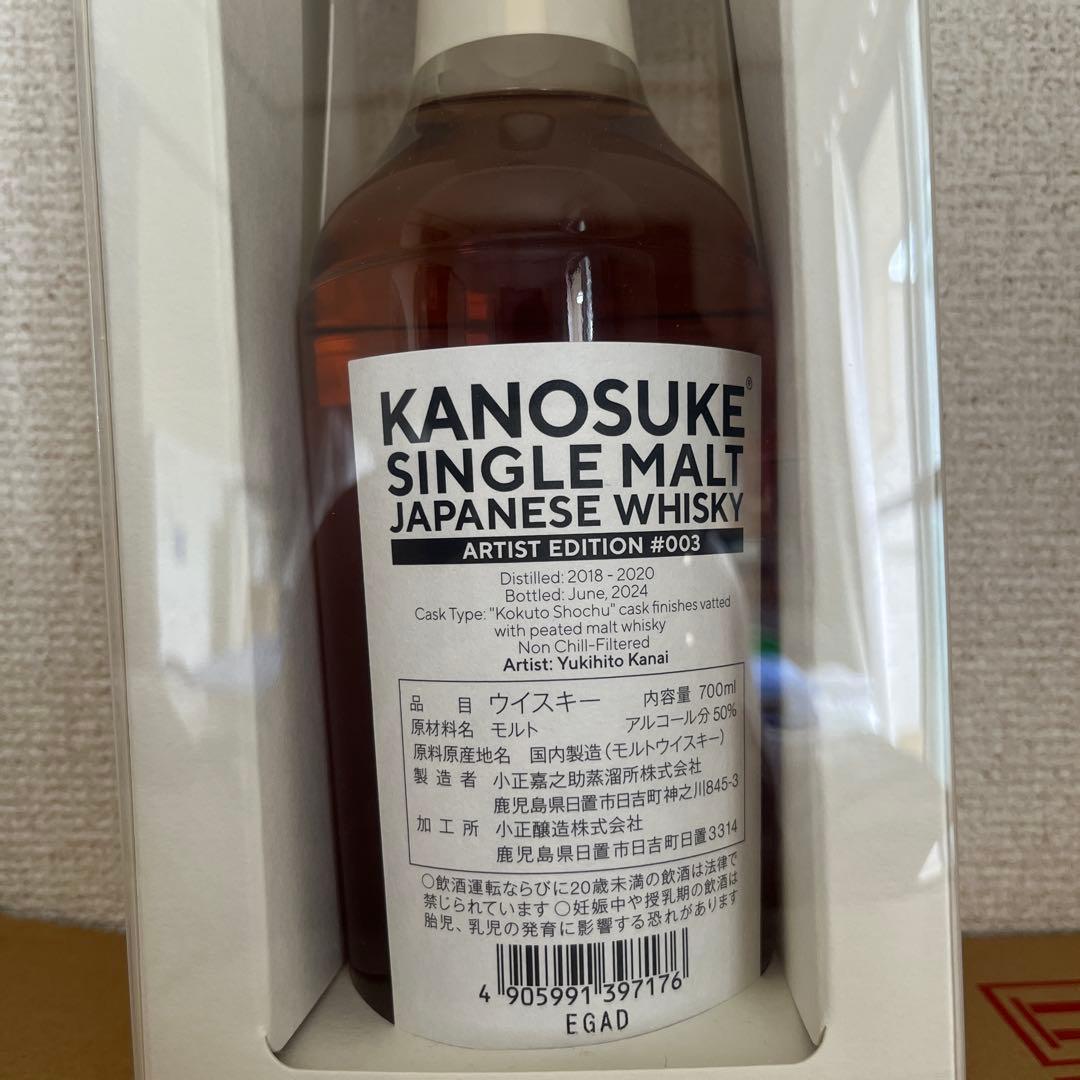 KANOSUKE®
SINGLE MALT
JAPANESE WHISKY
ARTIST EDITION #003
Distilled: 2018 - 2020
Bottled: June, 2024
Cask Type: "Kokuto Shochu" cask finishes vatted
with peated malt whisky
Non Chill-Filtered
Artist: Yukihito Kanai
品目 ウイスキー 内容量 700ml
原材料名 モルト アルコール分 50%
原料原産地名 国内製造(モルトウイスキー)
製造者 小正嘉之助蒸溜所株式会社
鹿児島県日置市日吉町神之川845-3
加工所 小正醸造株式会社
鹿児島県日置市日吉町日置3314
○飲酒運転ならびに20歳未満の飲酒は法律で
禁じられています ○妊娠中や授乳期の飲酒は
胎児、乳児の発育に影響する恐れがあります
4 905991 397176
EGAD